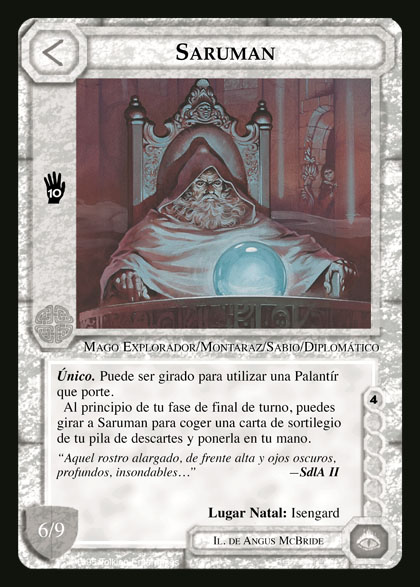 SARUMAN
10
MAGO EXPLORADOR/MONTARAZ/SABIO/DIPLOMÁTICO
Único. Puede ser girado para utilizar una Palantír
que porte.
Al principio de tu fase de final de turno, puedes
girar a Saruman para coger una carta de sortilegio
de tu pila de descartes y ponerla en tu mano.
4
“Aquel rostro alargado, de frente alta y ojos oscuros,
profundos, insondables…” –SdlA II
Lugar Natal: Isengard
6/9
IL. DE ANGUS MCBRIDE